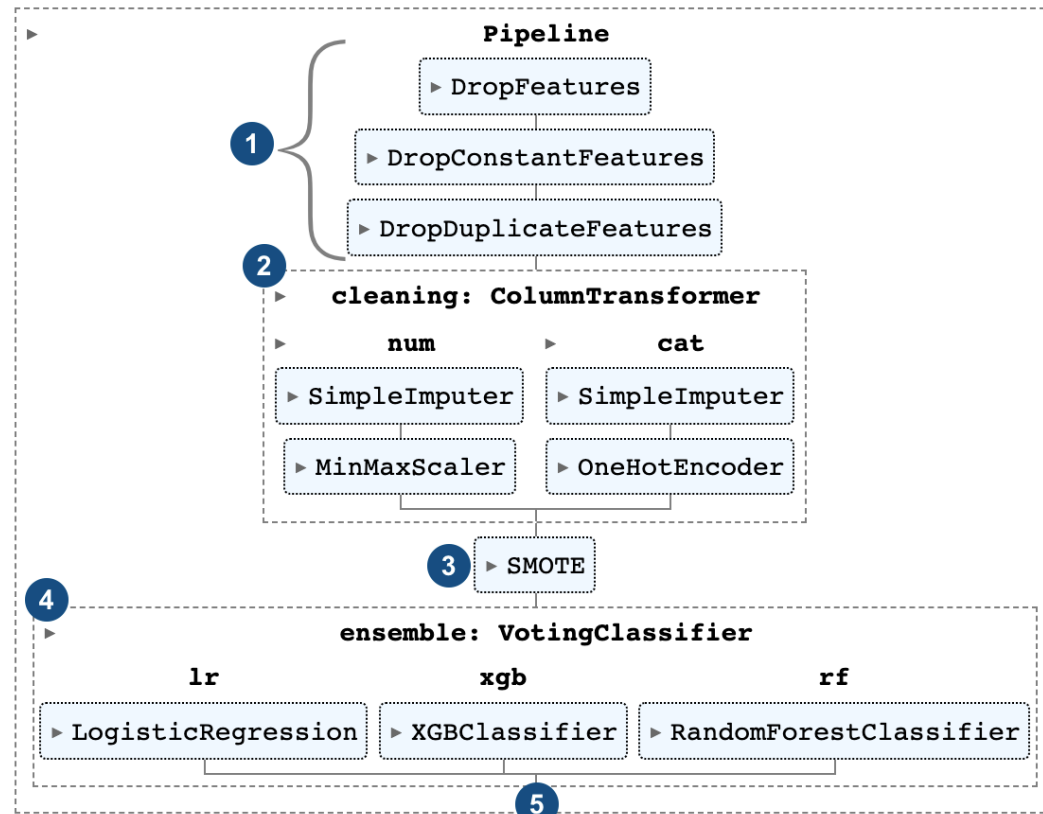 Pipeline
DropFeatures
1
DropConstantFeatures
DropDuplicateFeatures
2
cleaning: ColumnTransformer
num cat
SimpleImputer SimpleImputer
MinMaxScaler OneHotEncoder
3 SMOTE
4
ensemble: VotingClassifier
lr xgb rf
LogisticRegression XGBClassifier RandomForestClassifier
5